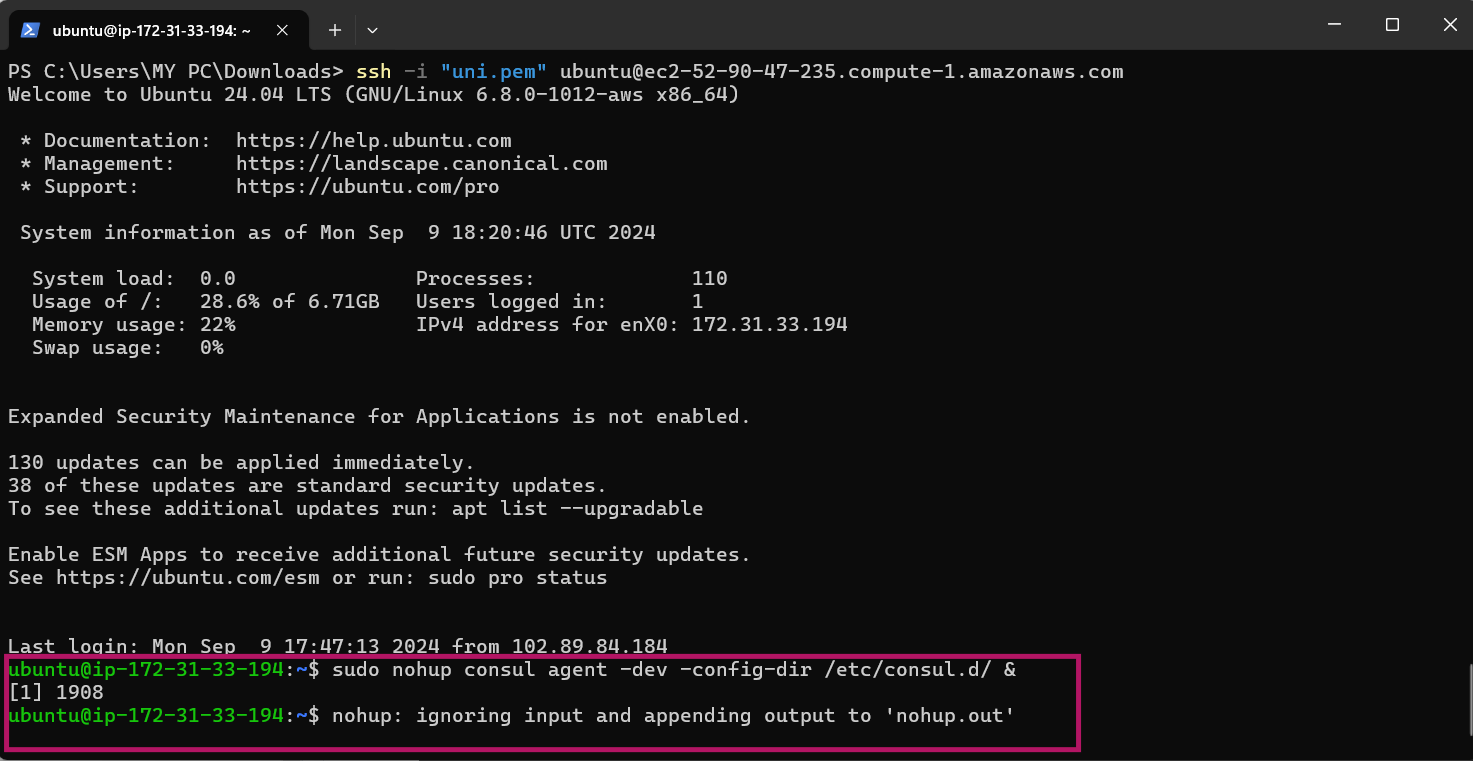 ubuntu@ip-172-31-33-194: ~
PS C:\Users\MY PC\Downloads> ssh -i "uni.pem" ubuntu@ec2-52-90-47-235.compute-1.amazonaws.com
Welcome to Ubuntu 24.04 LTS (GNU/Linux 6.8.0-1012-aws x86_64)
* Documentation:  https://help.ubuntu.com
* Management:     https://landscape.canonical.com
* Support:        https://ubuntu.com/pro
System information as of Mon Sep  9 18:20:46 UTC 2024
System load:  0.0               Processes:             110
Usage of /:   28.6% of 6.71GB   Users logged in:       1
Memory usage: 22%               IPv4 address for enX0: 172.31.33.194
Swap usage:   0%
Expanded Security Maintenance for Applications is not enabled.
130 updates can be applied immediately.
38 of these updates are standard security updates.
To see these additional updates run: apt list --upgradable
Enable ESM Apps to receive additional future security updates.
See https://ubuntu.com/esm or run: sudo pro status
Last login: Mon Sep  9 17:47:13 2024 from 102.89.84.184
ubuntu@ip-172-31-33-194:~$ sudo nohup consul agent -dev -config-dir /etc/consul.d/ &
[1] 1908
ubuntu@ip-172-31-33-194:~$ nohup: ignoring input and appending output to 'nohup.out'